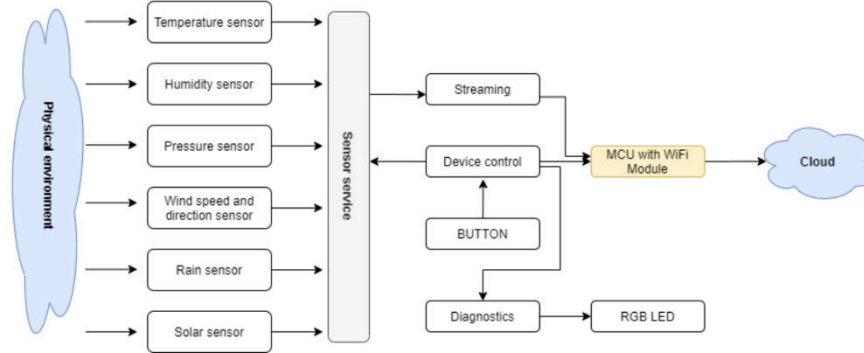 Physical environment
Temperature sensor
Humidity sensor
Pressure sensor
Wind speed and
direction sensor
Rain sensor
Solar sensor
Sensor service
Streaming
Device control
BUTTON
Diagnostics
RGB LED
MCU with WiFi
Module
Cloud